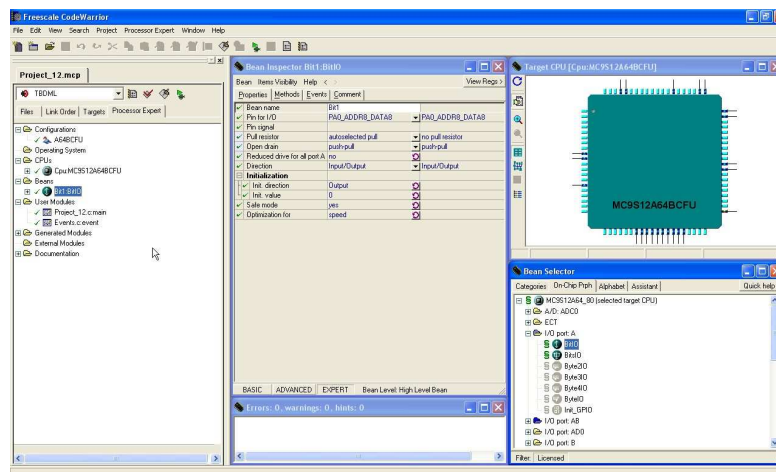 Freescale CodeWarrior
File Edit View Search Project Processor Expert Window Help
Project_12.mcp
TBDML
Files Link Order Targets Processor Expert
Configurations
A64BCFU
Operating System
CPUs
Cpu:MC9S12A64BCFU
Beans
Bit1:BitIO
User Modules
Project_12.c:main
Events.c:event
Generated Modules
External Modules
Documentation
Bean Inspector Bit1:BitIO
Bean Items Visibility Help < > View Regs >
Properties Methods Events Comment
Bean name Bit1
Pin for I/O PA0_ADDR8_DATA8 PA0_ADDR8_DATA8
Pin signal
Pull resistor autoselected pull no pull resistor
Open drain push-pull push-pull
Reduced drive for all port A no
Direction Input/Output Input/Output
Initialization
Init. direction Output
Init. value 0
Safe mode yes
Optimization for speed
BASIC ADVANCED EXPERT Bean Level: High Level Bean
Errors: 0, warnings: 0, hints: 0
Target CPU [Cpu:MC9S12A64BCFU]
MC9S12A64BCFU
Bean Selector
Categories On-Chip Prph Alphabet Assistant Quick help
MC9S12A64_80 (selected target CPU)
A/D: ADC0
ECT
I/O port: A
BitIO
BitsIO
Byte2IO
Byte3IO
Byte4IO
ByteIO
Init_GPIO
I/O port: AB
I/O port: AD0
I/O port: B
Filter: Licensed